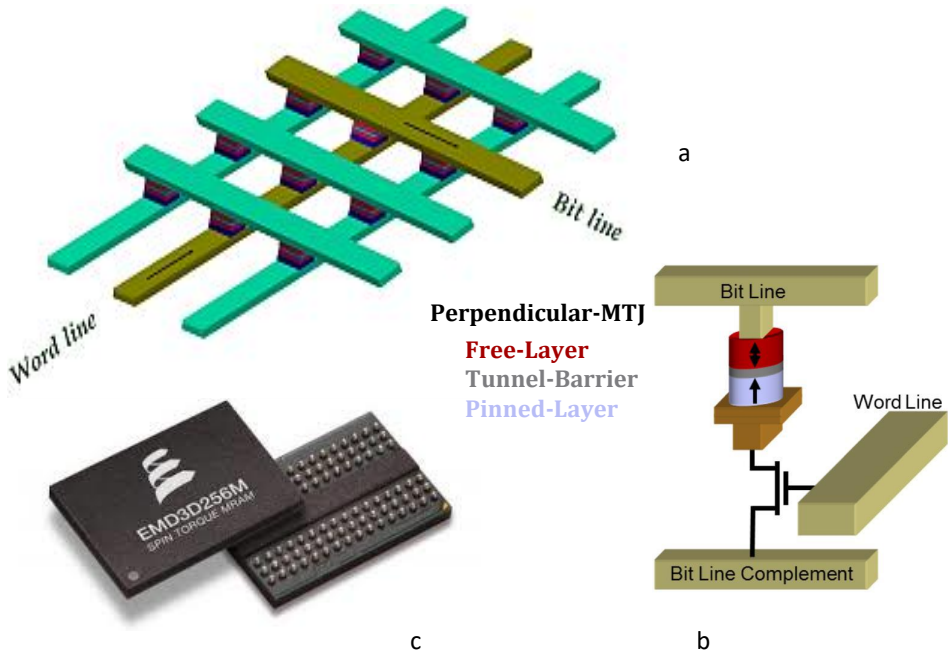 a
Bit line
Word line
Bit Line
Perpendicular-MTJ
Free-Layer
Tunnel-Barrier
Pinned-Layer
Word Line
EMD3D256M
SPIN TORQUE MRAM
Bit Line Complement
c
b